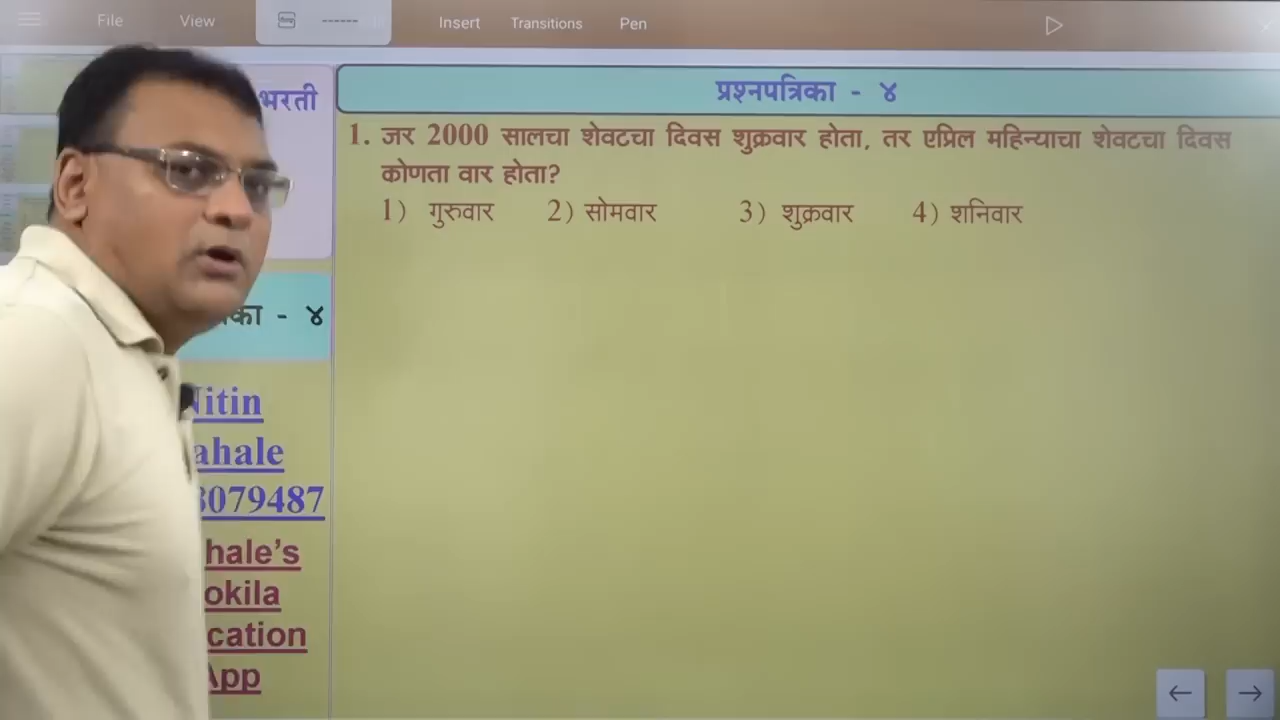 File View Insert Transitions Pen
भरती
प्रश्नपत्रिका - ४
1. जर 2000 सालचा शेवटचा दिवस शुक्रवार होता, तर एप्रिल महिन्याचा शेवटचा दिवस
कोणता वार होता?
1) गुरुवार 2) सोमवार 3) शुक्रवार 4) शनिवार
का - ४
Nitin
ahale
3079487
hale's
okila
cation
App